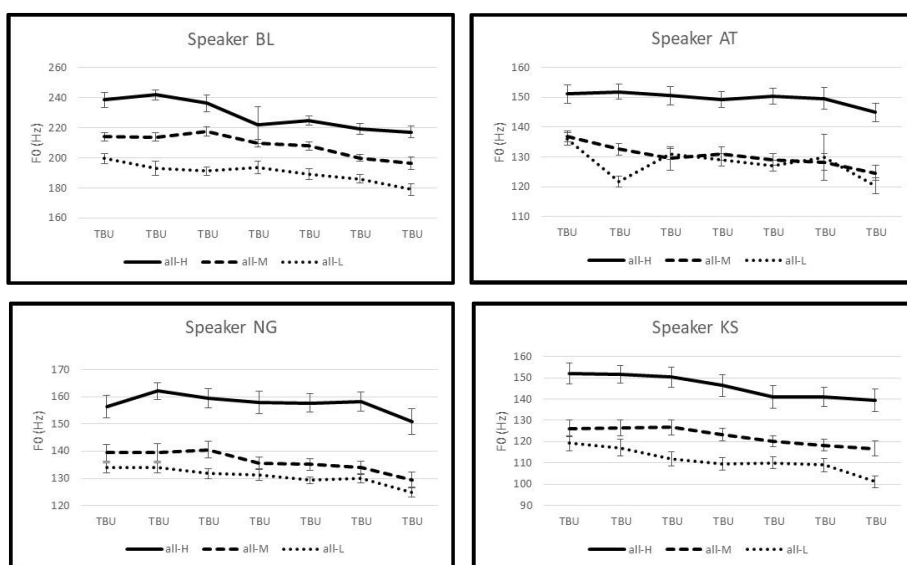 Speaker BL
F0 (Hz)
260
240
220
200
180
160
TBU TBU TBU TBU TBU TBU TBU
all-H all-M all-L
Speaker AT
F0 (Hz)
160
150
140
130
120
110
TBU TBU TBU TBU TBU TBU TBU
all-H all-M all-L
Speaker NG
F0 (Hz)
170
160
150
140
130
120
TBU TBU TBU TBU TBU TBU TBU
all-H all-M all-L
Speaker KS
F0 (Hz)
160
150
140
130
120
110
100
90
TBU TBU TBU TBU TBU TBU TBU
all-H all-M all-L